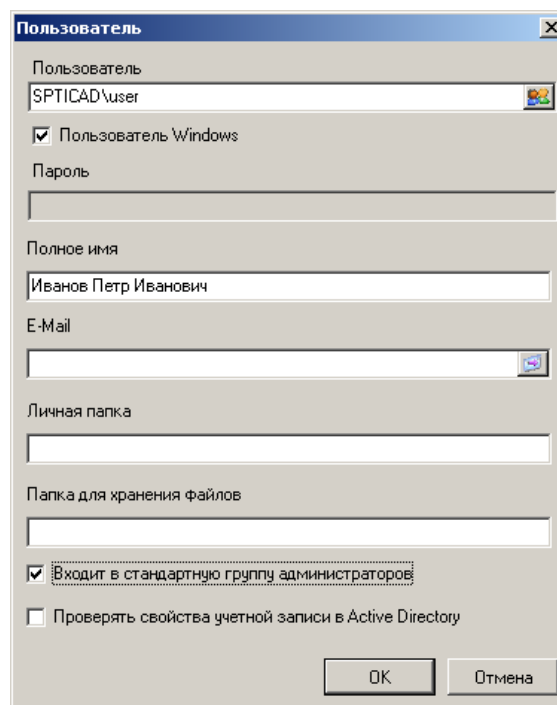 Пользователь
Пользователь
SPTICAD\user
Пользователь Windows
Пароль
Полное имя
Иванов Петр Иванович
E-Mail
Личная папка
Папка для хранения файлов
Входит в стандартную группу администраторов
Проверять свойства учетной записи в Active Directory
OK Отмена